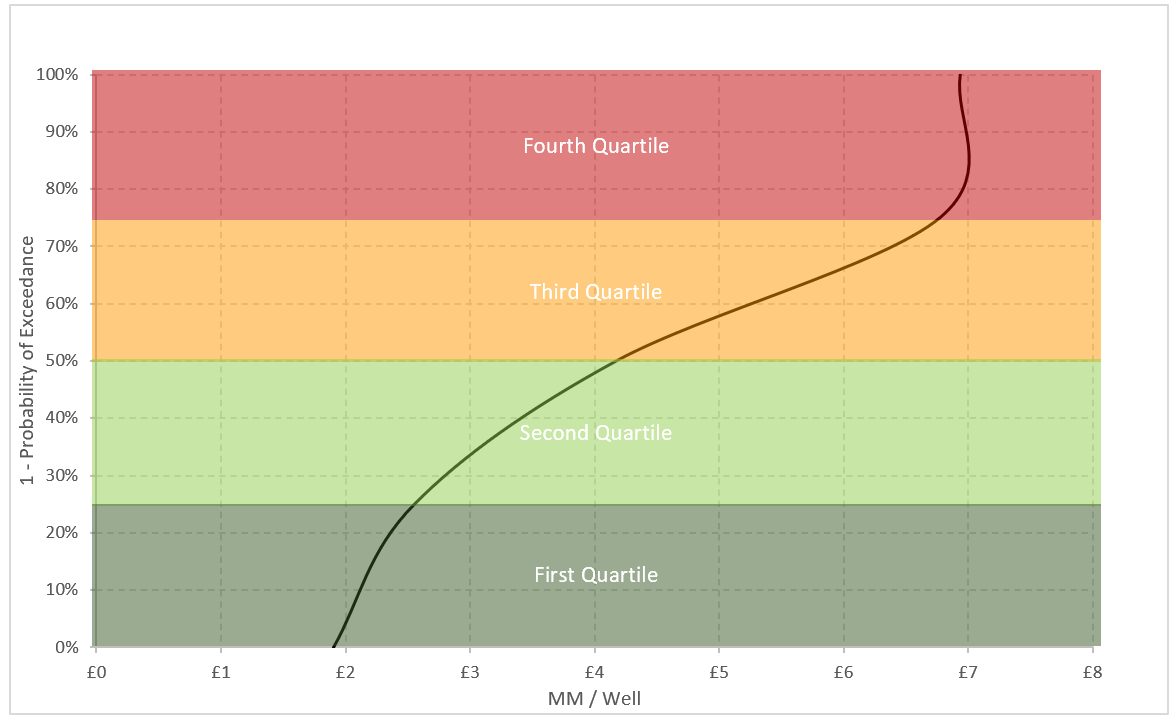 100%
90%
80%
70%
60%
50%
40%
30%
20%
10%
0%
1 - Probability of Exceedance
Fourth Quartile
Third Quartile
Second Quartile
First Quartile
£0 £1 £2 £3 £4 £5 £6 £7 £8
MM / Well